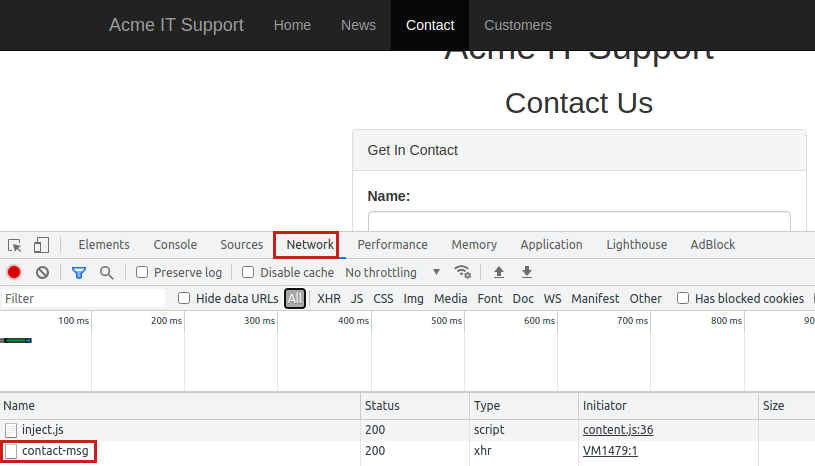 Acme IT Support Home News Contact Customers
Acme IT Support
Contact Us
Get In Contact
Name:
Elements Console Sources Network Performance Memory Application Lighthouse AdBlock
Preserve log Disable cache No throttling
Filter Hide data URLs All XHR JS CSS Img Media Font Doc WS Manifest Other Has blocked cookies
100 ms 200 ms 300 ms 400 ms 500 ms 600 ms 700 ms 800 ms 90
Name Status Type Initiator Size
inject.js 200 script content.js:36
contact-msg 200 xhr VM1479:1